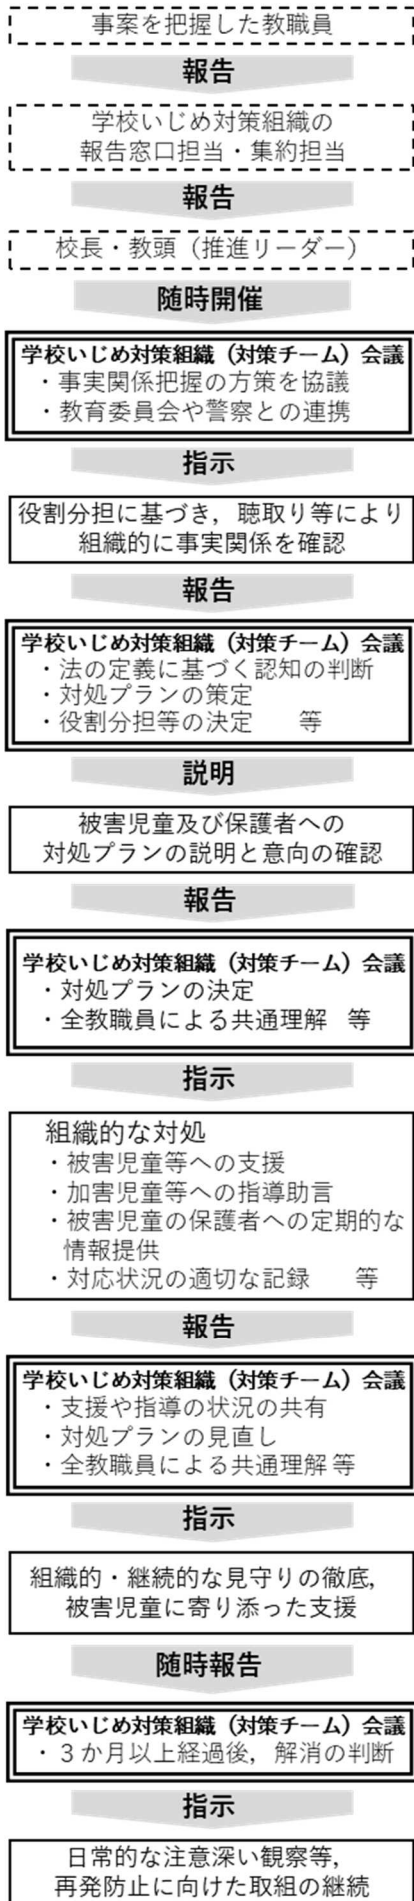 事案を把握した教職員
報告
学校いじめ対策組織の
報告窓口担当・集約担当
報告
校長・教頭（推進リーダー）
随時開催
学校いじめ対策組織（対策チーム）会議
・事実関係把握の方策を協議
・教育委員会や警察との連携
指示
役割分担に基づき，聴取り等により
組織的に事実関係を確認
報告
学校いじめ対策組織（対策チーム）会議
・法の定義に基づく認知の判断
・対処プランの策定
・役割分担等の決定　　等
説明
被害児童及び保護者への
対処プランの説明と意向の確認
報告
学校いじめ対策組織（対策チーム）会議
・対処プランの決定
・全教職員による共通理解　等
指示
組織的な対処
・被害児童等への支援
・加害児童等への指導助言
・被害児童の保護者への定期的な
情報提供
・対応状況の適切な記録　　等
報告
学校いじめ対策組織（対策チーム）会議
・支援や指導の状況の共有
・対処プランの見直し
・全教職員による共通理解 等
指示
組織的・継続的な見守りの徹底，
被害児童に寄り添った支援
随時報告
学校いじめ対策組織（対策チーム）会議
・３か月以上経過後，解消の判断
指示
日常的な注意深い観察等，
再発防止に向けた取組の継続